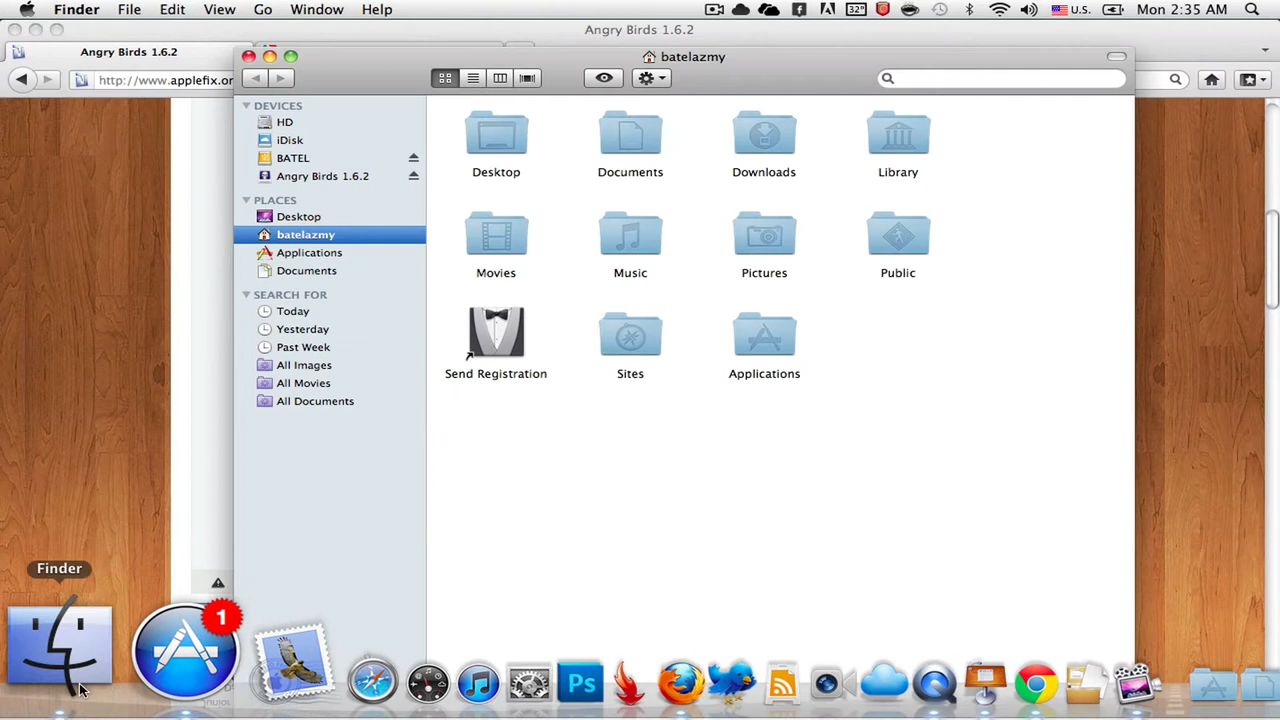 Finder File Edit View Go Window Help
32° U.S. Mon 2:35 AM
Angry Birds 1.6.2
Angry Birds 1.6.2
http://www.applefix.or
batelazmy
DEVICES
HD
iDisk
BATEL
Angry Birds 1.6.2
PLACES
Desktop
batelazmy
Applications
Documents
SEARCH FOR
Today
Yesterday
Past Week
All Images
All Movies
All Documents
Desktop Documents Downloads Library
Movies Music Pictures Public
Send Registration Sites Applications
Finder
1
Ps